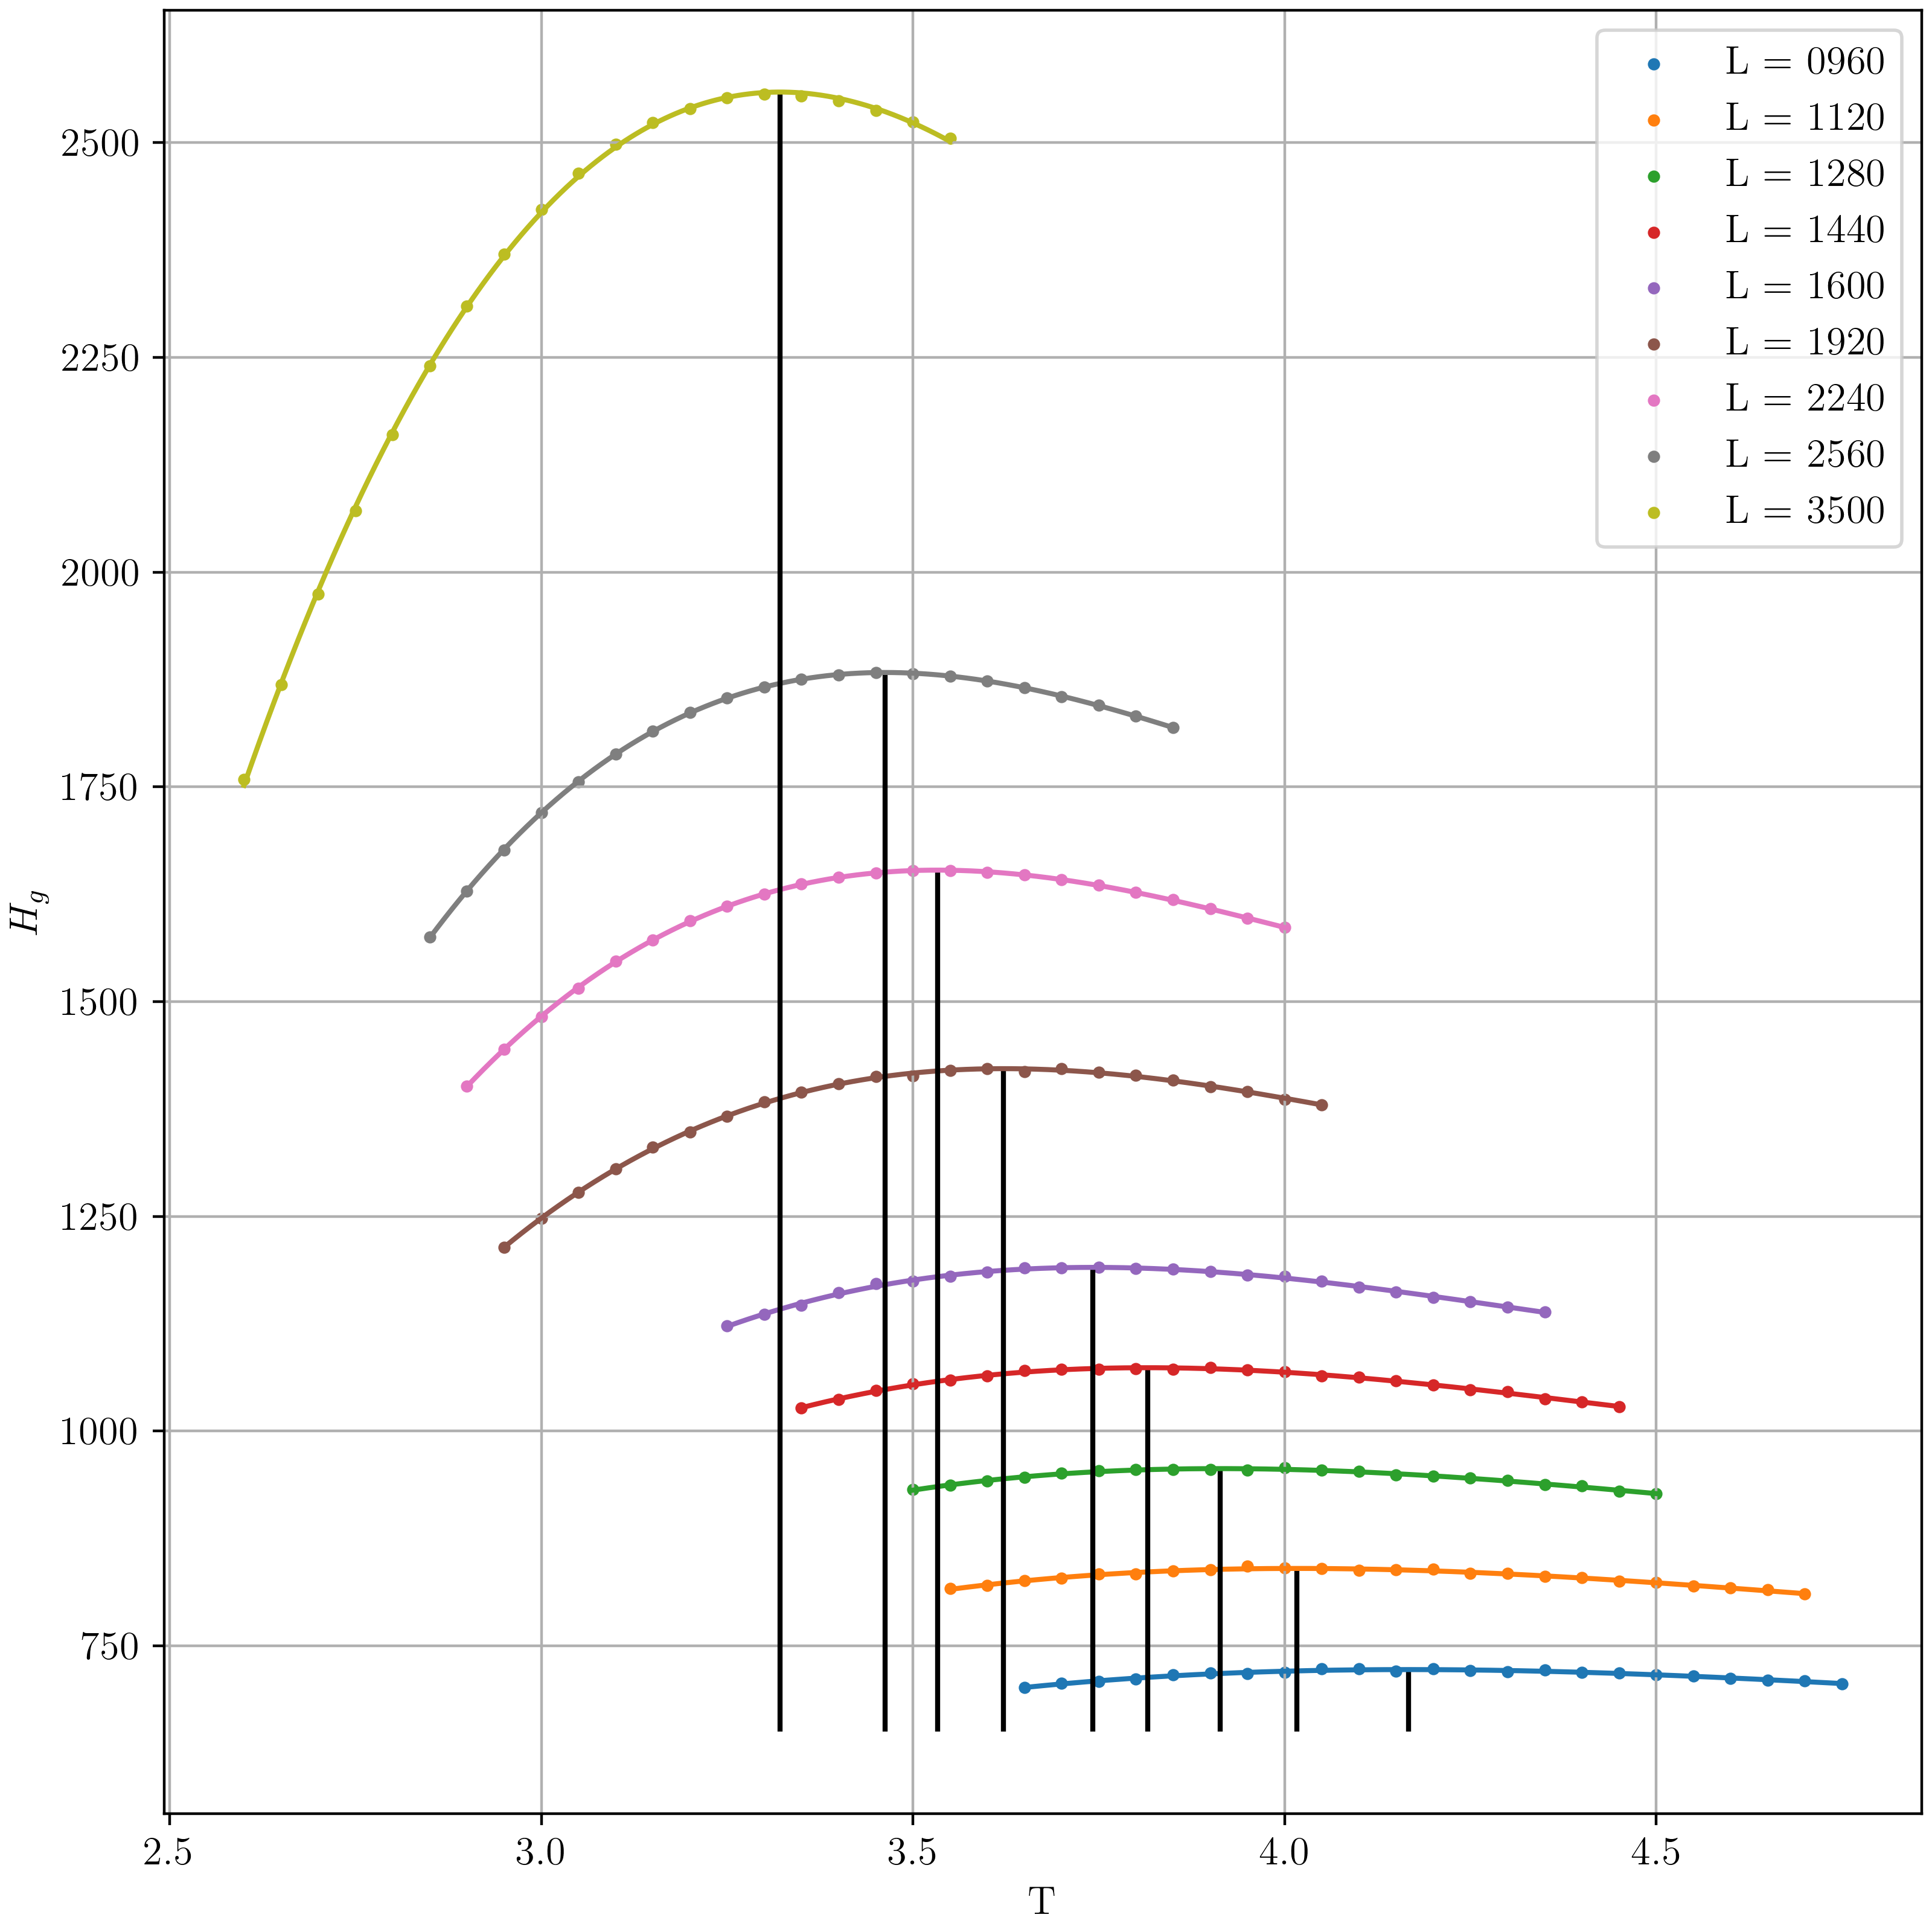 L = 0960
L = 1120
L = 1280
L = 1440
L = 1600
L = 1920
L = 2240
L = 2560
L = 3500
2500
2250
2000
1750
1500
1250
1000
750
H_g
2.5 3.0 3.5 4.0 4.5
T